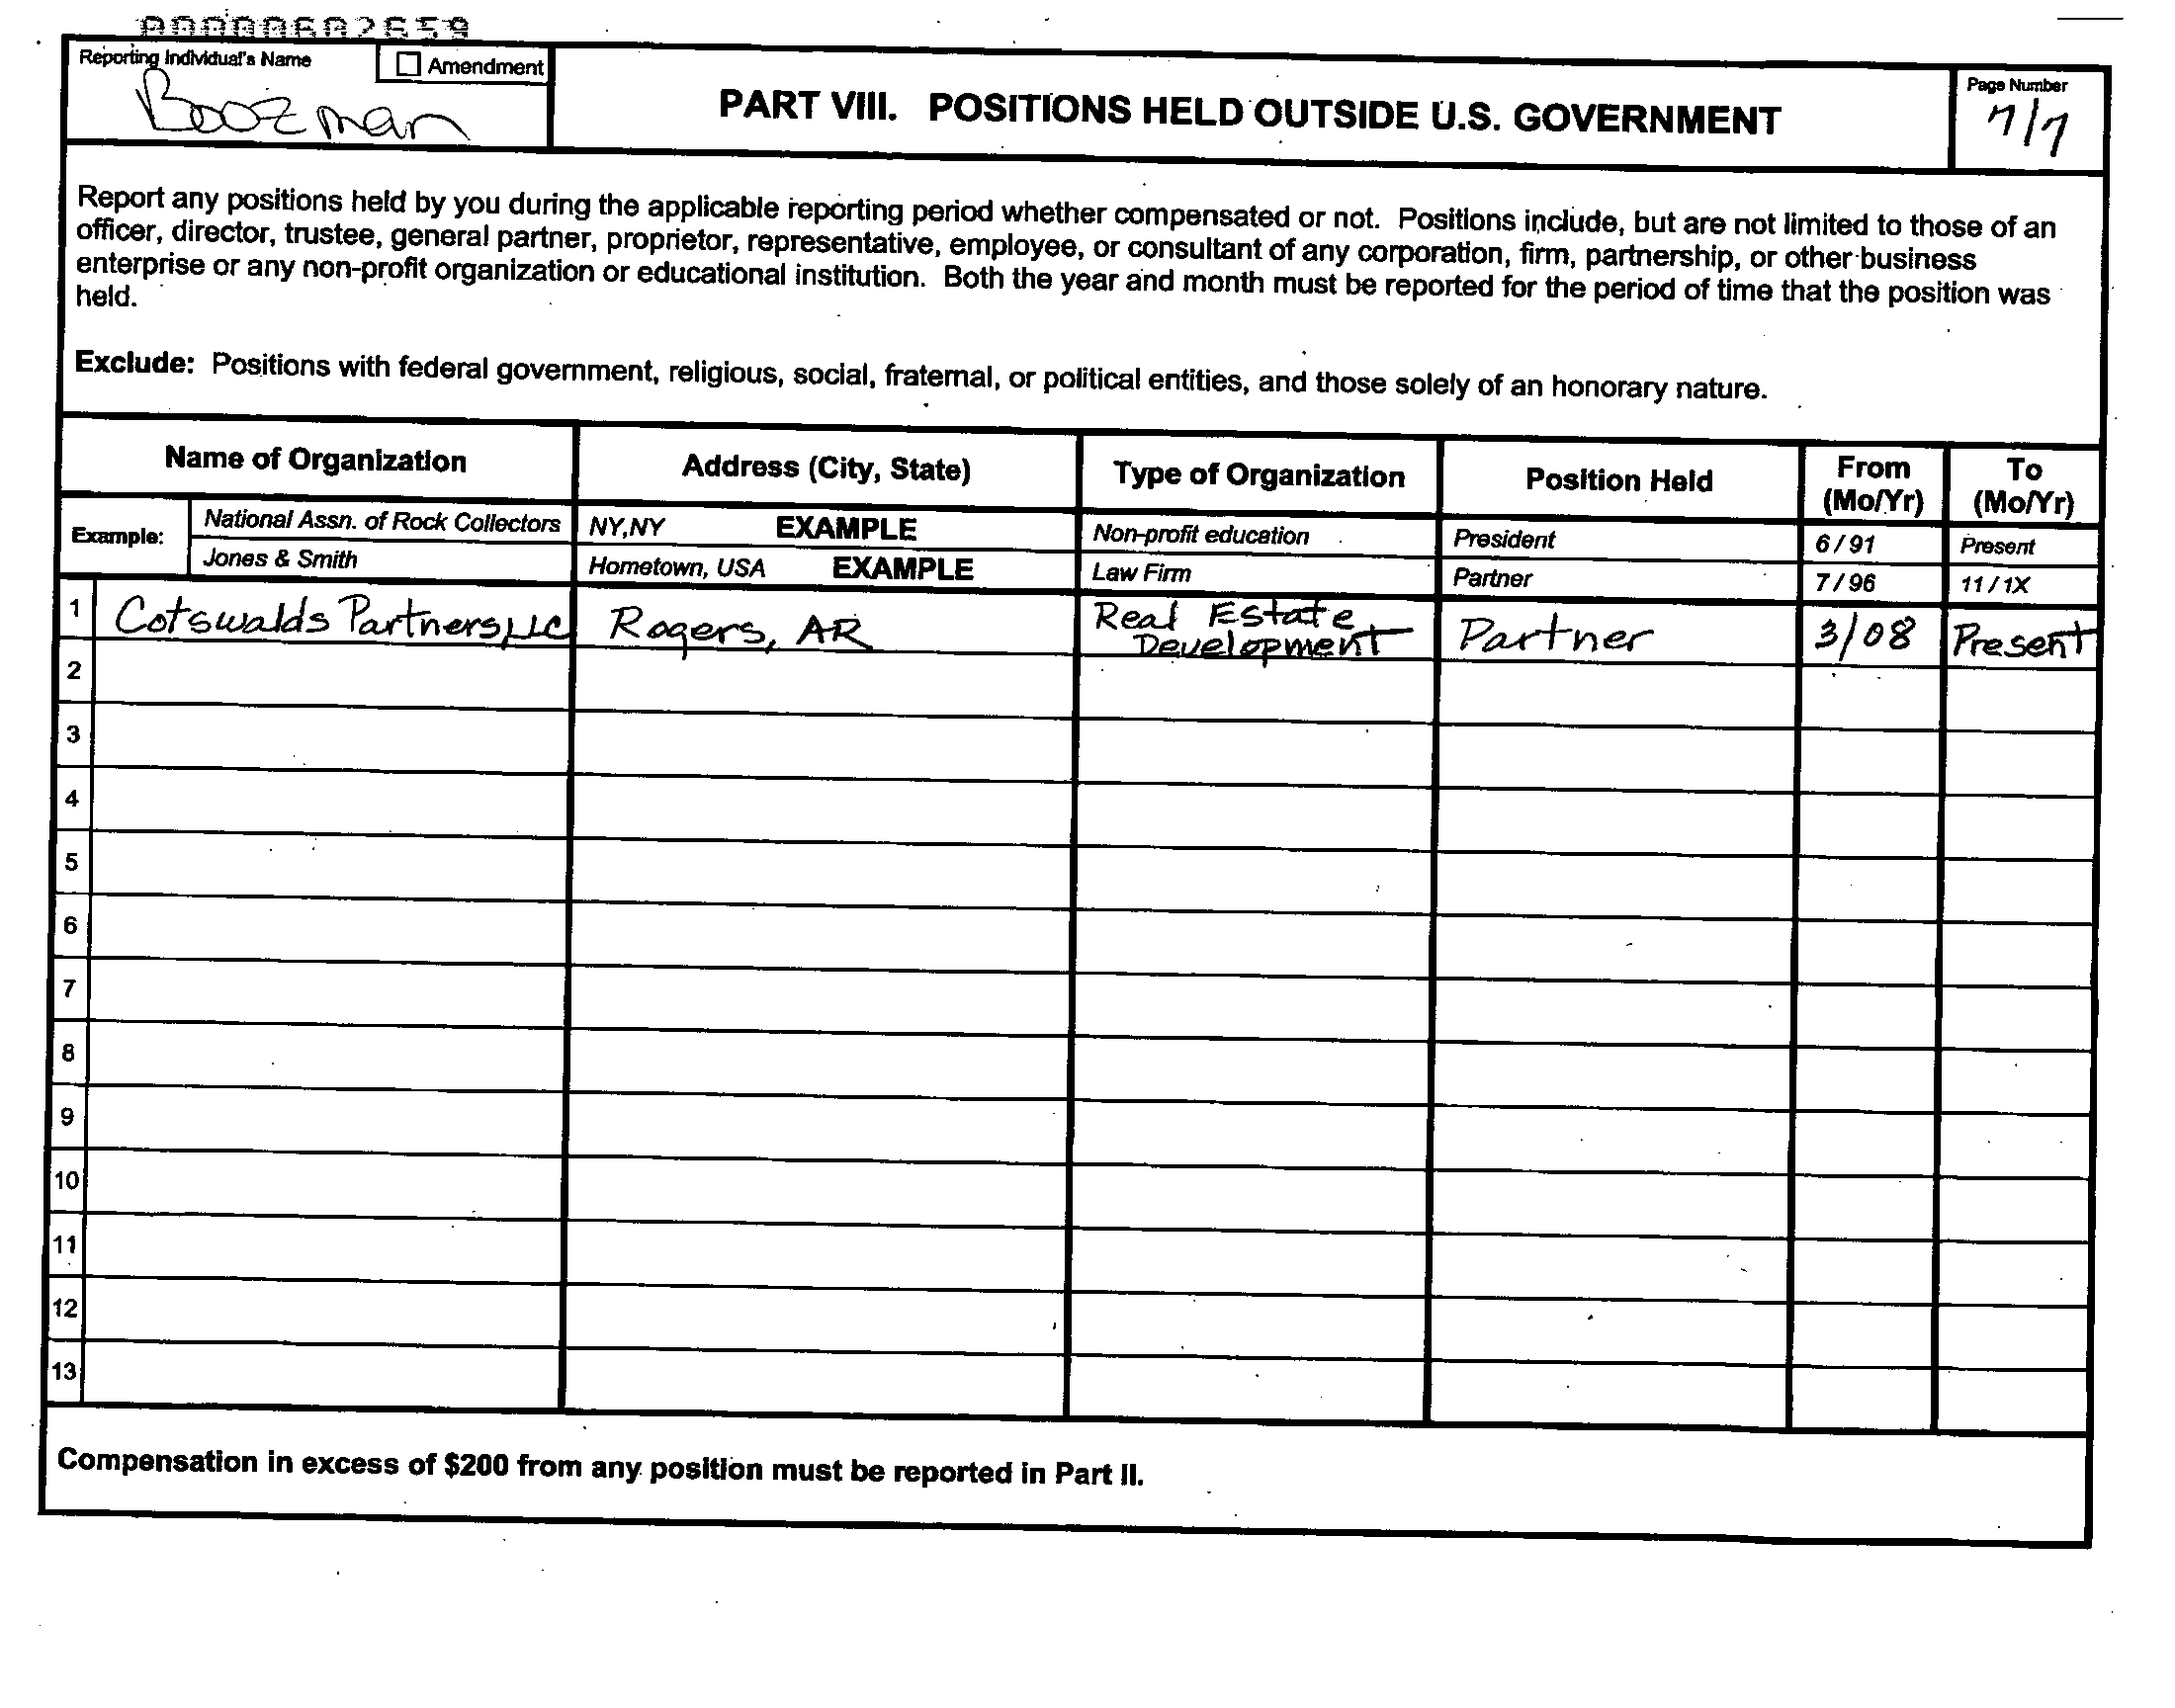 000000602659
Reporting Individual's Name
Amendment
Boozman
PART VIII. POSITIONS HELD OUTSIDE U.S. GOVERNMENT
Page Number
7/7
Report any positions held by you during the applicable reporting period whether compensated or not. Positions include, but are not limited to those of an
officer, director, trustee, general partner, proprietor, representative, employee, or consultant of any corporation, firm, partnership, or other business
enterprise or any non-profit organization or educational institution. Both the year and month must be reported for the period of time that the position was
held.
Exclude: Positions with federal government, religious, social, fraternal, or political entities, and those solely of an honorary nature.
Name of Organization Address (City, State) Type of Organization Position Held From (Mo/Yr) To (Mo/Yr)
Example: National Assn. of Rock Collectors NY,NY EXAMPLE Non-profit education President 6/91 Present
Jones & Smith Hometown, USA EXAMPLE Law Firm Partner 7/96 11/1X
1 Cotswalds Partners, LLC Rogers, AR Real Estate Development Partner 3/08 Present
2
3
4
5
6
7
8
9
10
11
12
13
Compensation in excess of $200 from any position must be reported in Part II.